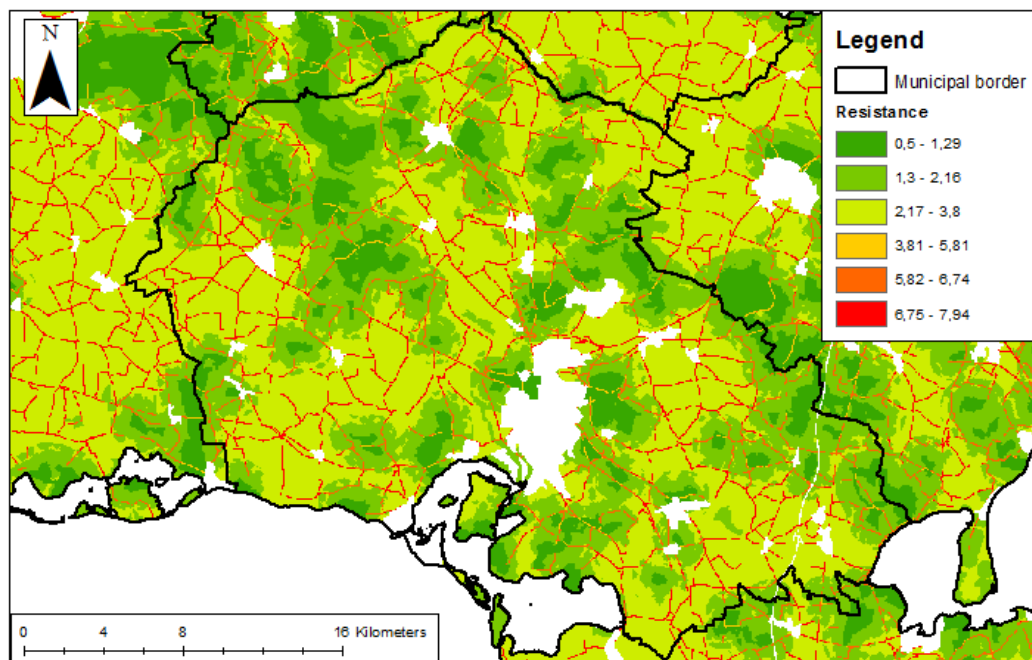 N
Legend
Municipal border
Resistance
0,5 - 1,29
1,3 - 2,16
2,17 - 3,8
3,81 - 5,81
5,82 - 6,74
6,75 - 7,94
0 4 8 16 Kilometers